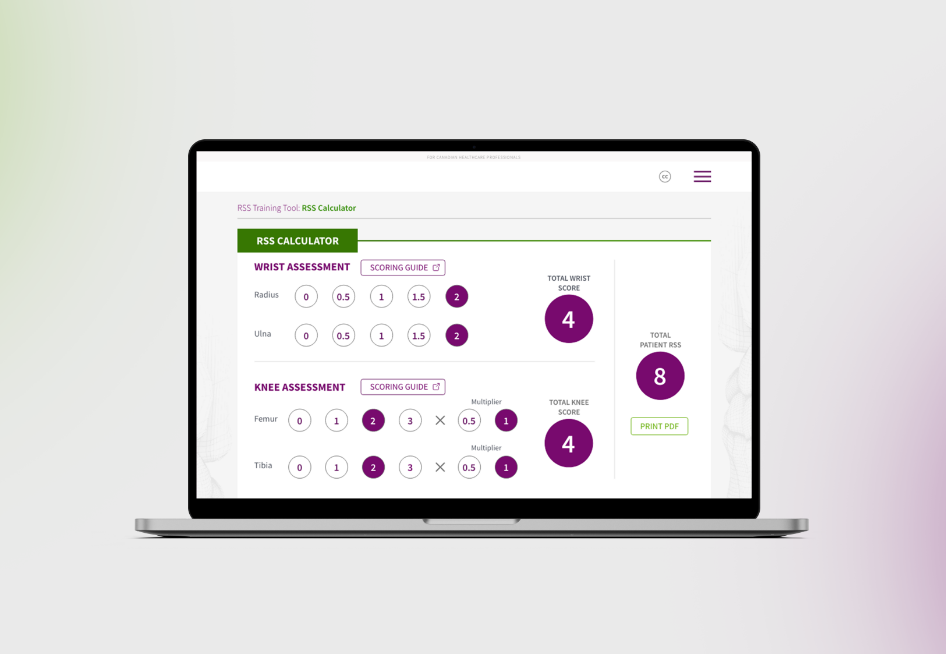 FOR CANADIAN HEALTHCARE PROFESSIONALS
CC
RSS Training Tool: RSS Calculator
RSS CALCULATOR
WRIST ASSESSMENT SCORING GUIDE
Radius 0 0.5 1 1.5 2
Ulna 0 0.5 1 1.5 2
TOTAL WRIST
SCORE
4
KNEE ASSESSMENT SCORING GUIDE
Multiplier
Femur 0 1 2 3 × 0.5 1
Multiplier
Tibia 0 1 2 3 × 0.5 1
TOTAL KNEE
SCORE
4
TOTAL
PATIENT RSS
8
PRINT PDF